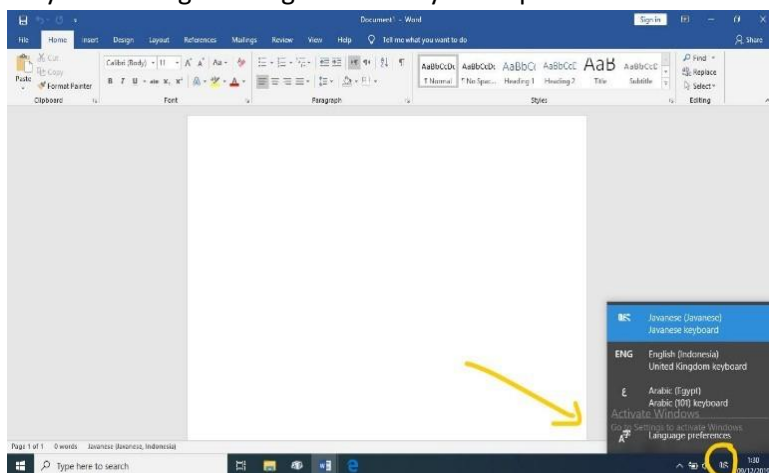 Document1 - Word
Sign in
File Home Insert Design Layout References Mailings Review View Help Tell me what you want to do
Share
Cut
Copy
Paste
Format Painter
Calibri (Body) 11
AaBbCcDc AaBbCcDc AaBbC( AaBbCcC AaB AaBbCcC
¶ Normal ¶ No Spac... Heading 1 Heading 2 Title Subtitle
Find
Replace
Select
Clipboard Font Paragraph Styles Editing
Javanese (Javanese)
Javanese keyboard
ENG English (Indonesia)
United Kingdom keyboard
ع Arabic (Egypt)
Arabic (101) keyboard
Activate Windows
Go to Settings to activate Windows.
Language preferences
Page 1 of 1 0 words Javanese (Javanese, Indonesia)
Type here to search
1:30